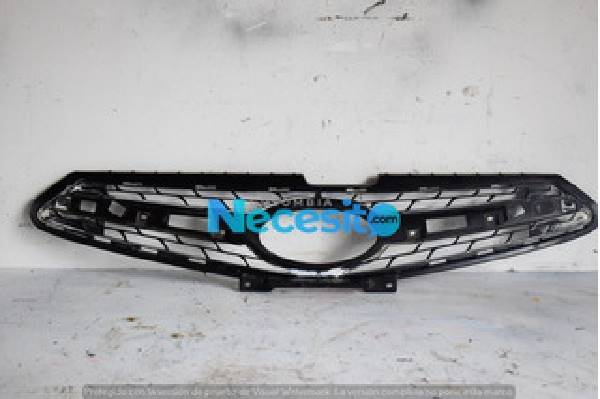 COLOMBIA
Necesito.com
Protegido con la versión de prueba de Visual Watermark. La versión completa no pone esta marca.